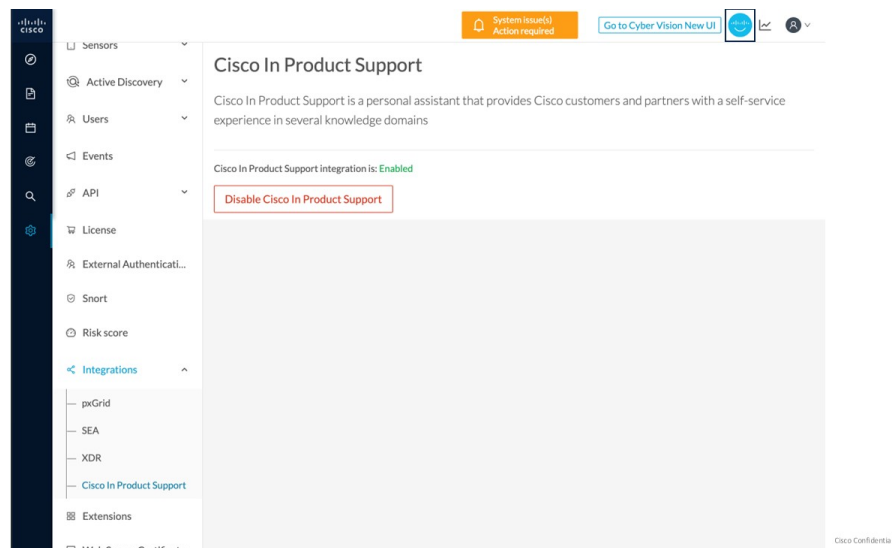 CISCO
System issue(s)
Action required
Go to Cyber Vision New UI
Sensors
Active Discovery
Users
Events
API
License
External Authenticati...
Snort
Risk score
Integrations
pxGrid
SEA
XDR
Cisco In Product Support
Extensions
Cisco In Product Support
Cisco In Product Support is a personal assistant that provides Cisco customers and partners with a self-service
experience in several knowledge domains
Cisco In Product Support integration is: Enabled
Disable Cisco In Product Support
Cisco Confidentia